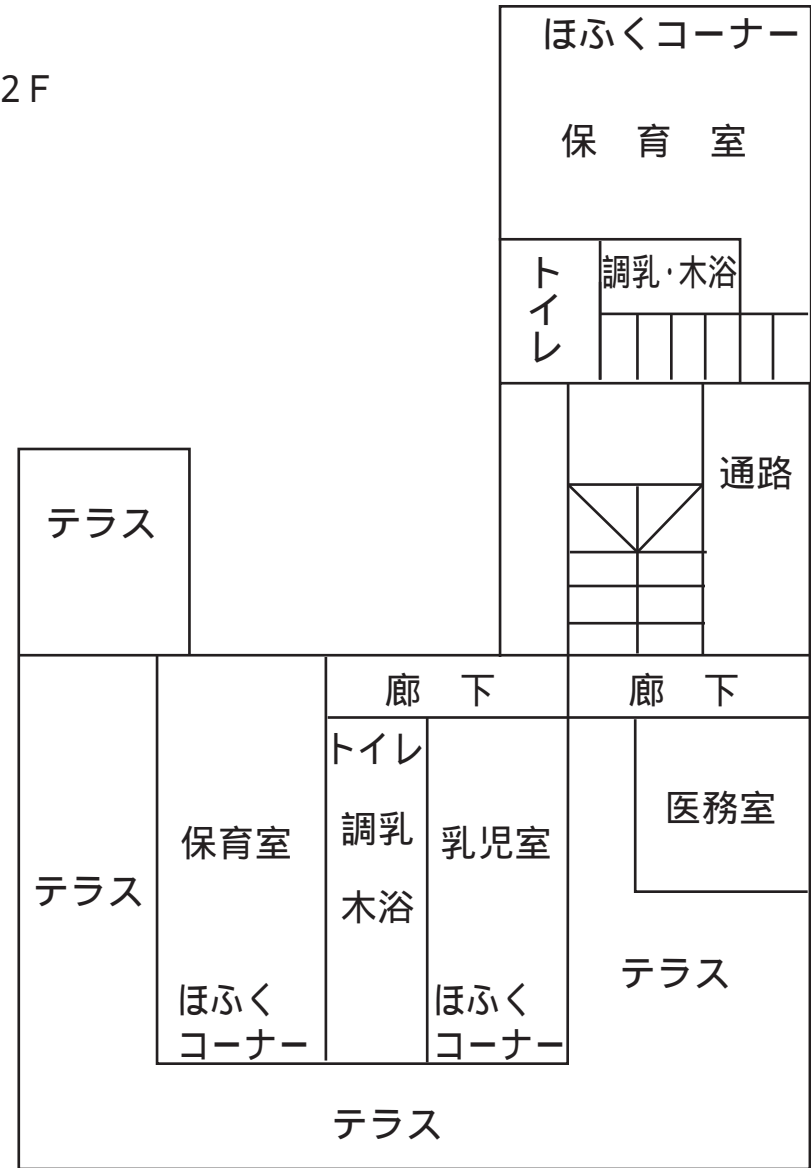 ほふくコーナー
2F
保 育 室
トイレ
調乳・木浴
通路
テラス
廊 下
廊 下
トイレ
医務室
保育室
調乳
乳児室
テラス
木浴
テラス
ほふく
コーナー
ほふく
コーナー
テラス